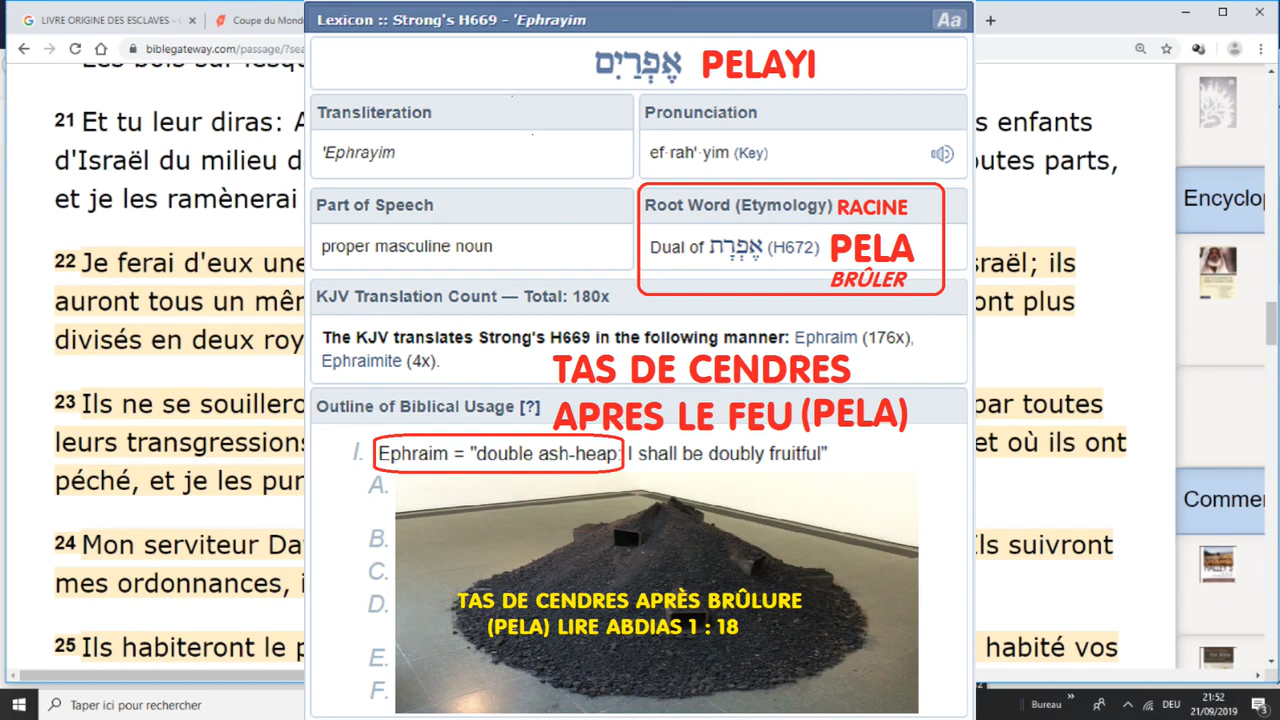 LIVRE ORIGINE DES ESCLAVES - G
Coupe du Mond
biblegateway.com/passage/?sea
Lexicon :: Strong's H669 - 'Ephrayim
Aa
אֶפְרַיִם PELAYI
Transliteration
Pronunciation
'Ephrayim
ef·rah'·yim (Key)
Part of Speech
Root Word (Etymology) RACINE
proper masculine noun
Dual of אֶפְרָת (H672) PELA
BRÛLER
KJV Translation Count — Total: 180x
The KJV translates Strong's H669 in the following manner: Ephraim (176x),
Ephraimite (4x).
TAS DE CENDRES
Outline of Biblical Usage [?]
APRES LE FEU (PELA)
I. Ephraim = "double ash-heap: I shall be doubly fruitful"
A.
B.
C.
D.
E.
F.
TAS DE CENDRES APRÈS BRÛLURE
(PELA) LIRE ABDIAS 1 : 18
21 Et tu leur diras: s enfants
d'Israël du milieu d outes parts,
et je les ramènerai
22 Je ferai d'eux une sraël; ils
auront tous un mên ont plus
divisés en deux roy
23 Ils ne se souillero par toutes
leurs transgressions et où ils ont
péché, et je les pur
24 Mon serviteur Da Ils suivront
mes ordonnances, i
25 Ils habiteront le p habité vos
Encyclop
Commen
Taper ici pour rechercher
Bureau
DEU
21:52
21/09/2019
3